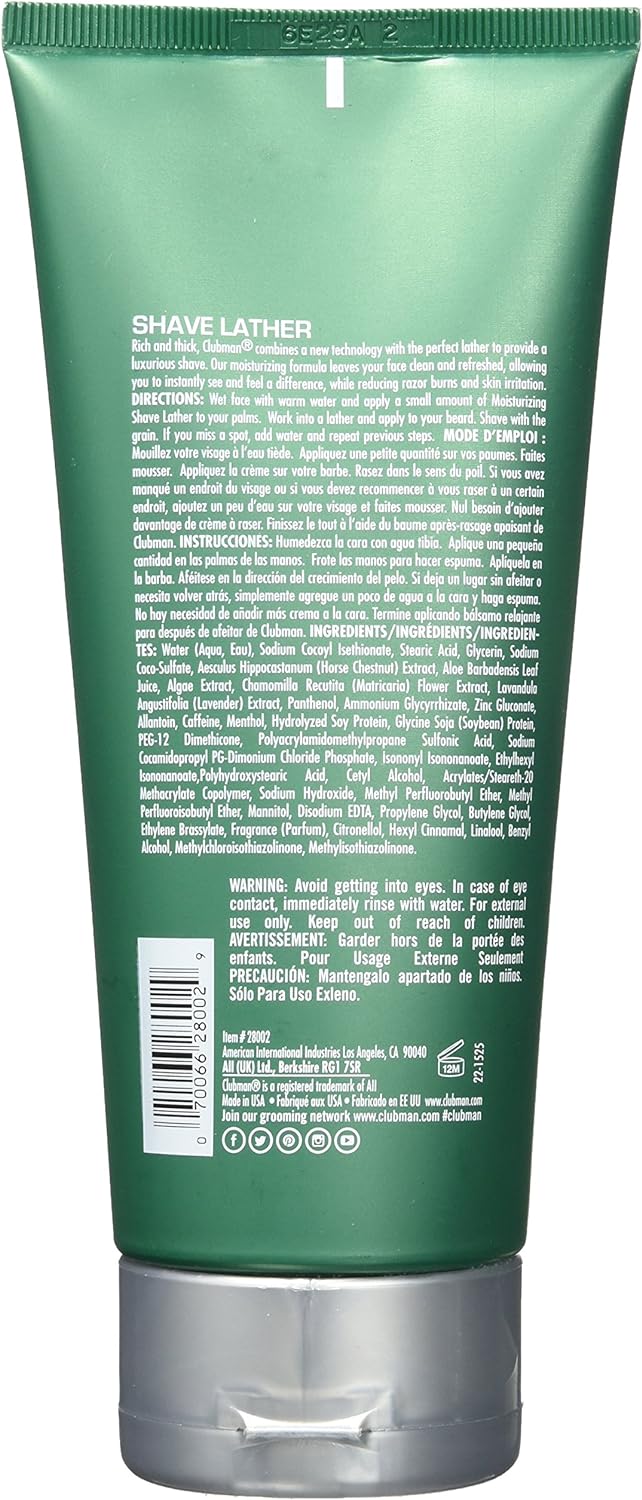 6E25A 2
SHAVE LATHER
Rich and thick, Clubman® combines a new technology with the perfect lather to provide a
luxurious shave. Our moisturizing formula leaves your face clean and refreshed, allowing
you to instantly see and feel a difference, while reducing razor burns and skin irritation.
DIRECTIONS: Wet face with warm water and apply a small amount of Moisturizing
Shave Lather to your palms. Work into a lather and apply to your beard. Shave with the
grain. If you miss a spot, add water and repeat previous steps. MODE D'EMPLOI :
Mouillez votre visage à l'eau tiède. Appliquez une petite quantité sur vos paumes. Faites
mousser. Appliquez la crème sur votre barbe. Rasez dans le sens du poil. Si vous avez
manqué un endroit du visage ou si vous devez recommencer à vous raser à un certain
endroit, ajoutez un peu d'eau sur votre visage et faites mousser. Nul besoin d'ajouter
davantage de crème à raser. Finissez le tout à l'aide du baume après-rasage apaisant de
Clubman. INSTRUCCIONES: Humedezca la cara con agua tibia. Aplique una pequeña
cantidad en las palmas de las manos. Frote las manos para hacer espuma. Aplíquela en
la barba. Aféitese en la dirección del crecimiento del pelo. Si deja un lugar sin afeitar o
necesita volver atrás, simplemente agregue un poco de agua a la cara y haga espuma.
No hay necesidad de añadir más crema a la cara. Termine aplicando bálsamo relajante
para después de afeitar de Clubman. INGREDIENTS/INGRÉDIENTS/INGREDIEN-
TES: Water (Aqua, Eau), Sodium Cocoyl Isethionate, Stearic Acid, Glycerin, Sodium
Coco-Sulfate, Aesculus Hippocastanum (Horse Chestnut) Extract, Aloe Barbadensis Leaf
Juice, Algae Extract, Chamomilla Recutita (Matricaria) Flower Extract, Lavandula
Angustifolia (Lavender) Extract, Panthenol, Ammonium Glycyrrhizate, Zinc Gluconate,
Allantoin, Caffeine, Menthol, Hydrolyzed Soy Protein, Glycine Soja (Soybean) Protein,
PEG-12 Dimethicone, Polyacrylamidomethylpropane Sulfonic Acid, Sodium
Cocamidopropyl PG-Dimonium Chloride Phosphate, Isononyl Isononanoate, Ethylhexyl
Isononanoate,Polyhydroxystearic Acid, Cetyl Alcohol, Acrylates/Steareth-20
Methacrylate Copolymer, Sodium Hydroxide, Methyl Perfluorobutyl Ether, Methyl
Perfluoroisobutyl Ether, Mannitol, Disodium EDTA, Propylene Glycol, Butylene Glycol,
Ethylene Brassylate, Fragrance (Parfum), Citronellol, Hexyl Cinnamal, Linalool, Benzyl
Alcohol, Methylchloroisothiazolinone, Methylisothiazolinone.
WARNING: Avoid getting into eyes. In case of eye
contact, immediately rinse with water. For external
use only. Keep out of reach of children.
AVERTISSEMENT: Garder hors de la portée des
enfants. Pour Usage Externe Seulement
PRECAUCIÓN: Mantengalo apartado de los niños.
Sólo Para Uso Exleno.
0 70066 28002 9
Item # 28002
American International Industries Los Angeles, CA 90040
AII (UK) Ltd., Berkshire RG1 7SR
Clubman® is a registered trademark of AII
Made in USA • Fabriqué aux USA • Fabricado en EE UU www.clubman.com
Join our grooming network www.clubman.com #clubman
12M
22-1525